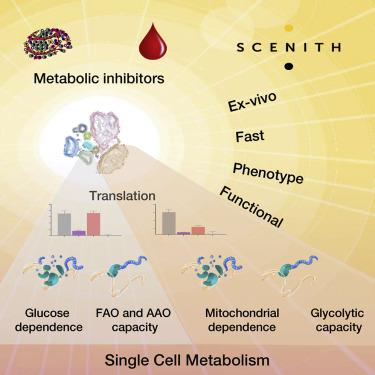 SCENITH
Metabolic inhibitors
Ex-vivo
Fast
Phenotype
Functional
Translation
Glucose
dependence
FAO and AAO
capacity
Mitochondrial
dependence
Glycolytic
capacity
Single Cell Metabolism